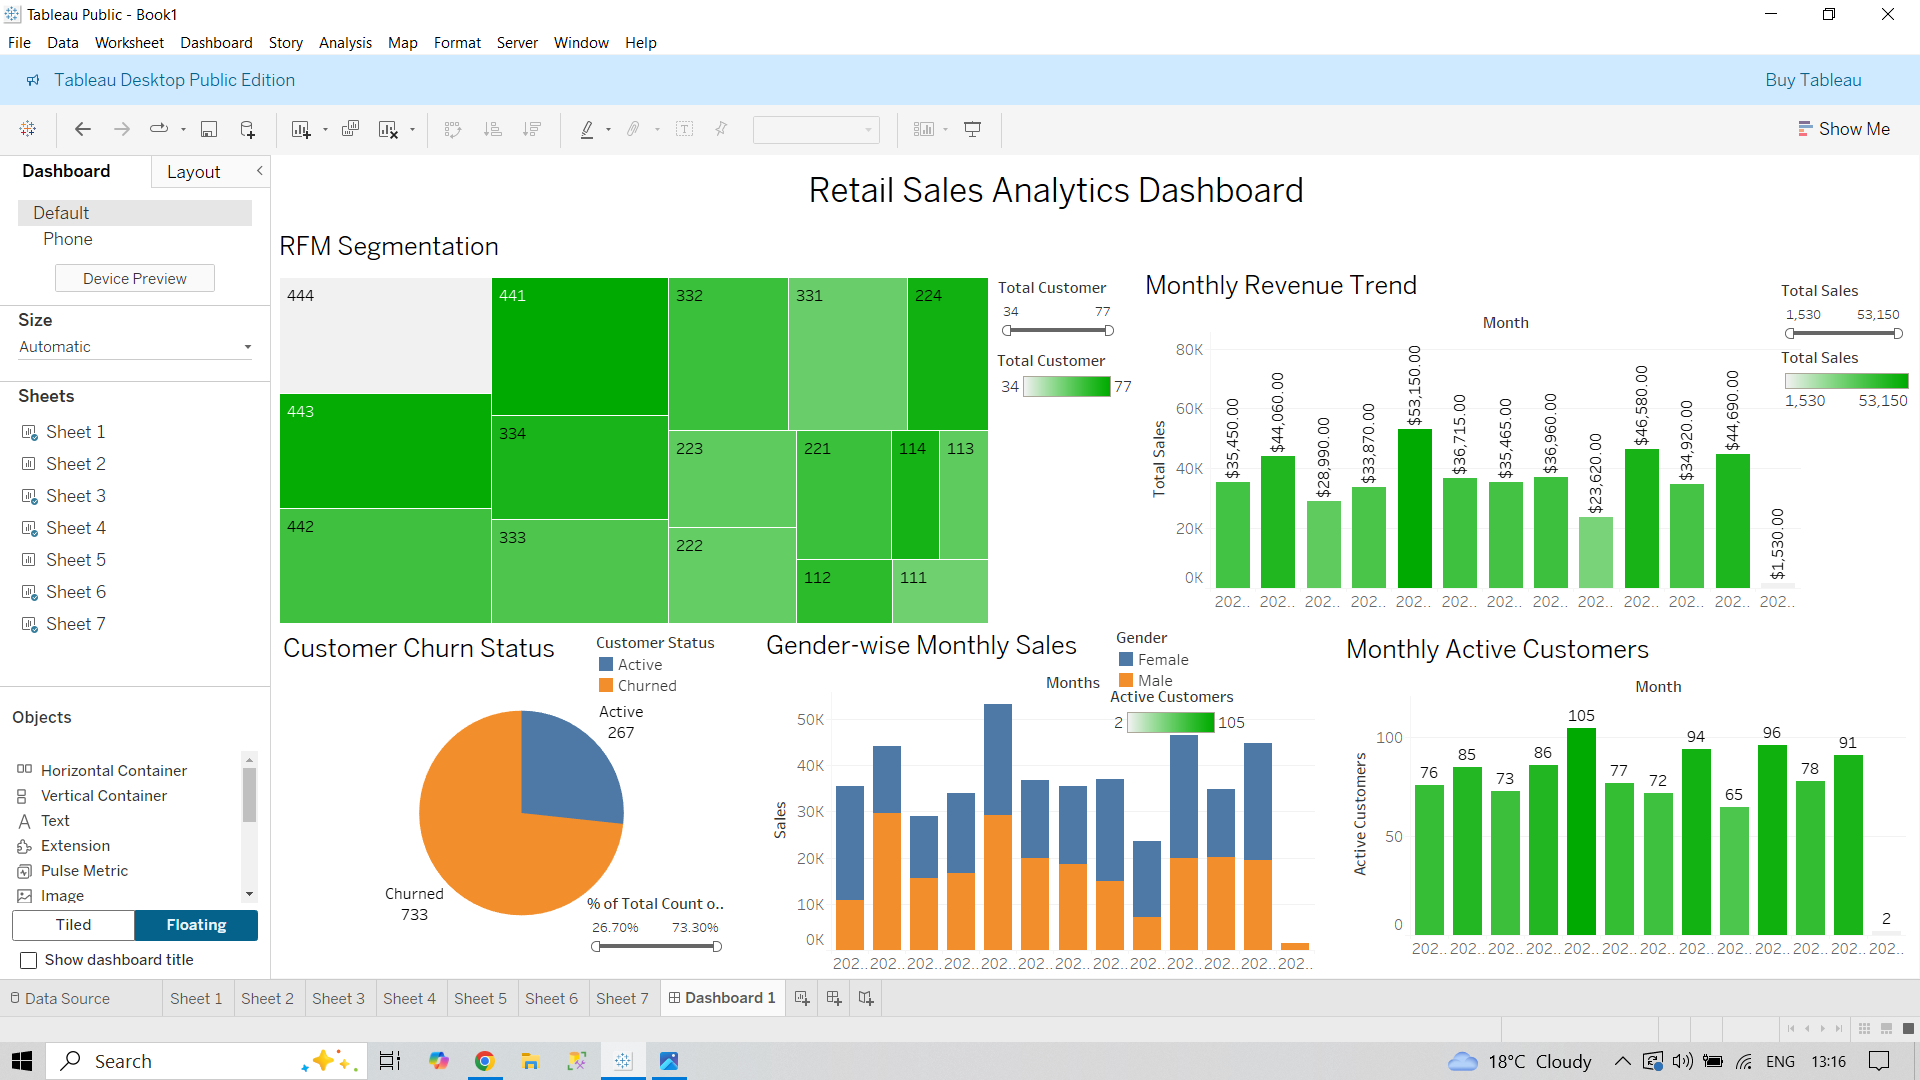 Tableau Public - Book1
File Data Worksheet Dashboard Story Analysis Map Format Server Window Help
Tableau Desktop Public Edition
Buy Tableau
Show Me
Dashboard
Layout
Default
Phone
Device Preview
Size
Automatic
Sheets
Sheet 1
Sheet 2
Sheet 3
Sheet 4
Sheet 5
Sheet 6
Sheet 7
Objects
Horizontal Container
Vertical Container
Text
Extension
Pulse Metric
Image
Tiled
Floating
Show dashboard title
Retail Sales Analytics Dashboard
RFM Segmentation
444
443
442
441
334
333
332
331
224
223
222
221
114
113
112
111
Total Customer
34 77
Total Customer
34 77
Monthly Revenue Trend
Month
Total Sales
80K
60K
40K
20K
0K
$35,450.00
$44,060.00
$28,990.00
$33,870.00
$53,150.00
$36,715.00
$35,465.00
$36,960.00
$23,620.00
$46,580.00
$34,920.00
$44,690.00
$1,530.00
202.. 202.. 202.. 202.. 202.. 202.. 202.. 202.. 202.. 202.. 202.. 202.. 202..
Total Sales
1,530 53,150
Total Sales
1,530 53,150
Customer Churn Status
Customer Status
Active
Churned
Active
267
Churned
733
% of Total Count o..
26.70% 73.30%
Gender-wise Monthly Sales
Gender
Female
Male
Months
Active Customers
2 105
Sales
50K
40K
30K
20K
10K
0K
202.. 202.. 202.. 202.. 202.. 202.. 202.. 202.. 202.. 202.. 202.. 202.. 202..
Monthly Active Customers
Month
Active Customers
100
50
0
76
85
73
86
105
77
72
94
65
96
78
91
2
202.. 202.. 202.. 202.. 202.. 202.. 202.. 202.. 202.. 202.. 202.. 202.. 202..
Data Source Sheet 1 Sheet 2 Sheet 3 Sheet 4 Sheet 5 Sheet 6 Sheet 7 Dashboard 1
Search
18°C Cloudy
ENG
13:16